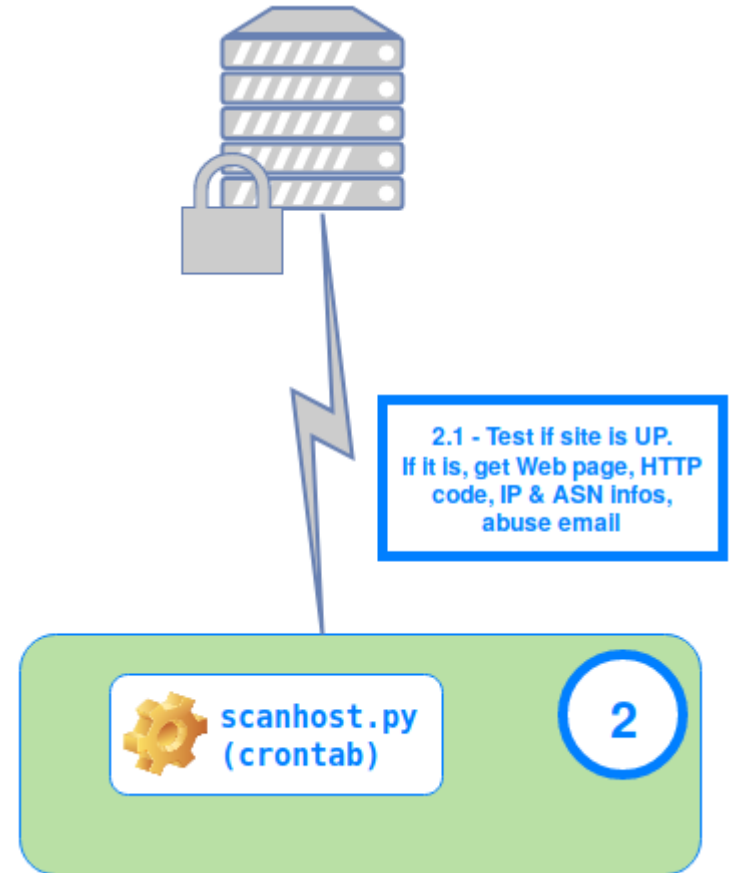 2.1 - Test if site is UP.
If it is, get Web page, HTTP
code, IP & ASN infos,
abuse email
scanhost.py
(crontab)
2